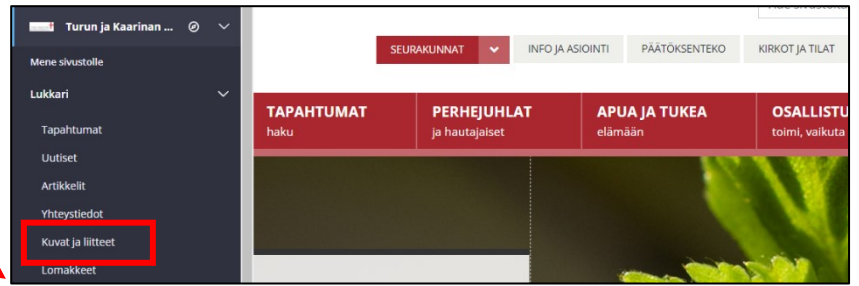 Turun ja Kaarinan ...
Mene sivustolle
Lukkari
Tapahtumat
Uutiset
Artikkelit
Yhteystiedot
Kuvat ja liitteet
Lomakkeet
SEURAKUNNAT
INFO JA ASIOINTI
PÄÄTÖKSENTEKO
KIRKOT JA TILAT
TAPAHTUMAT
haku
PERHEJUHLAT
ja hautajaiset
APUA JA TUKEA
elämään
OSALLISTU
toimi, vaikuta